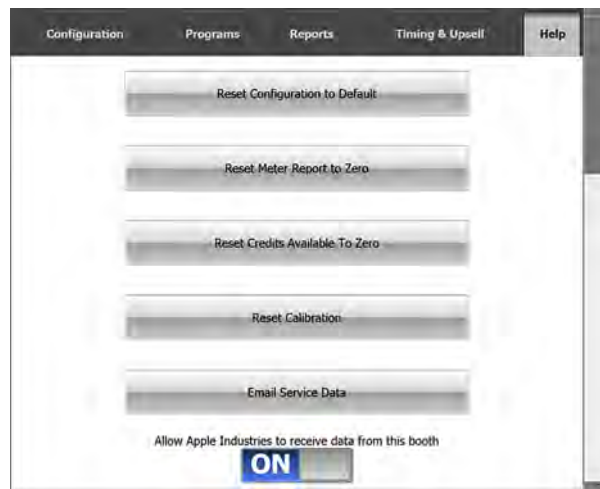 Configuration Programs Reports Timing & Upsell Help
Reset Configuration to Default
Reset Meter Report to Zero
Reset Credits Available To Zero
Reset Calibration
Email Service Data
Allow Apple Industries to receive data from this booth
ON